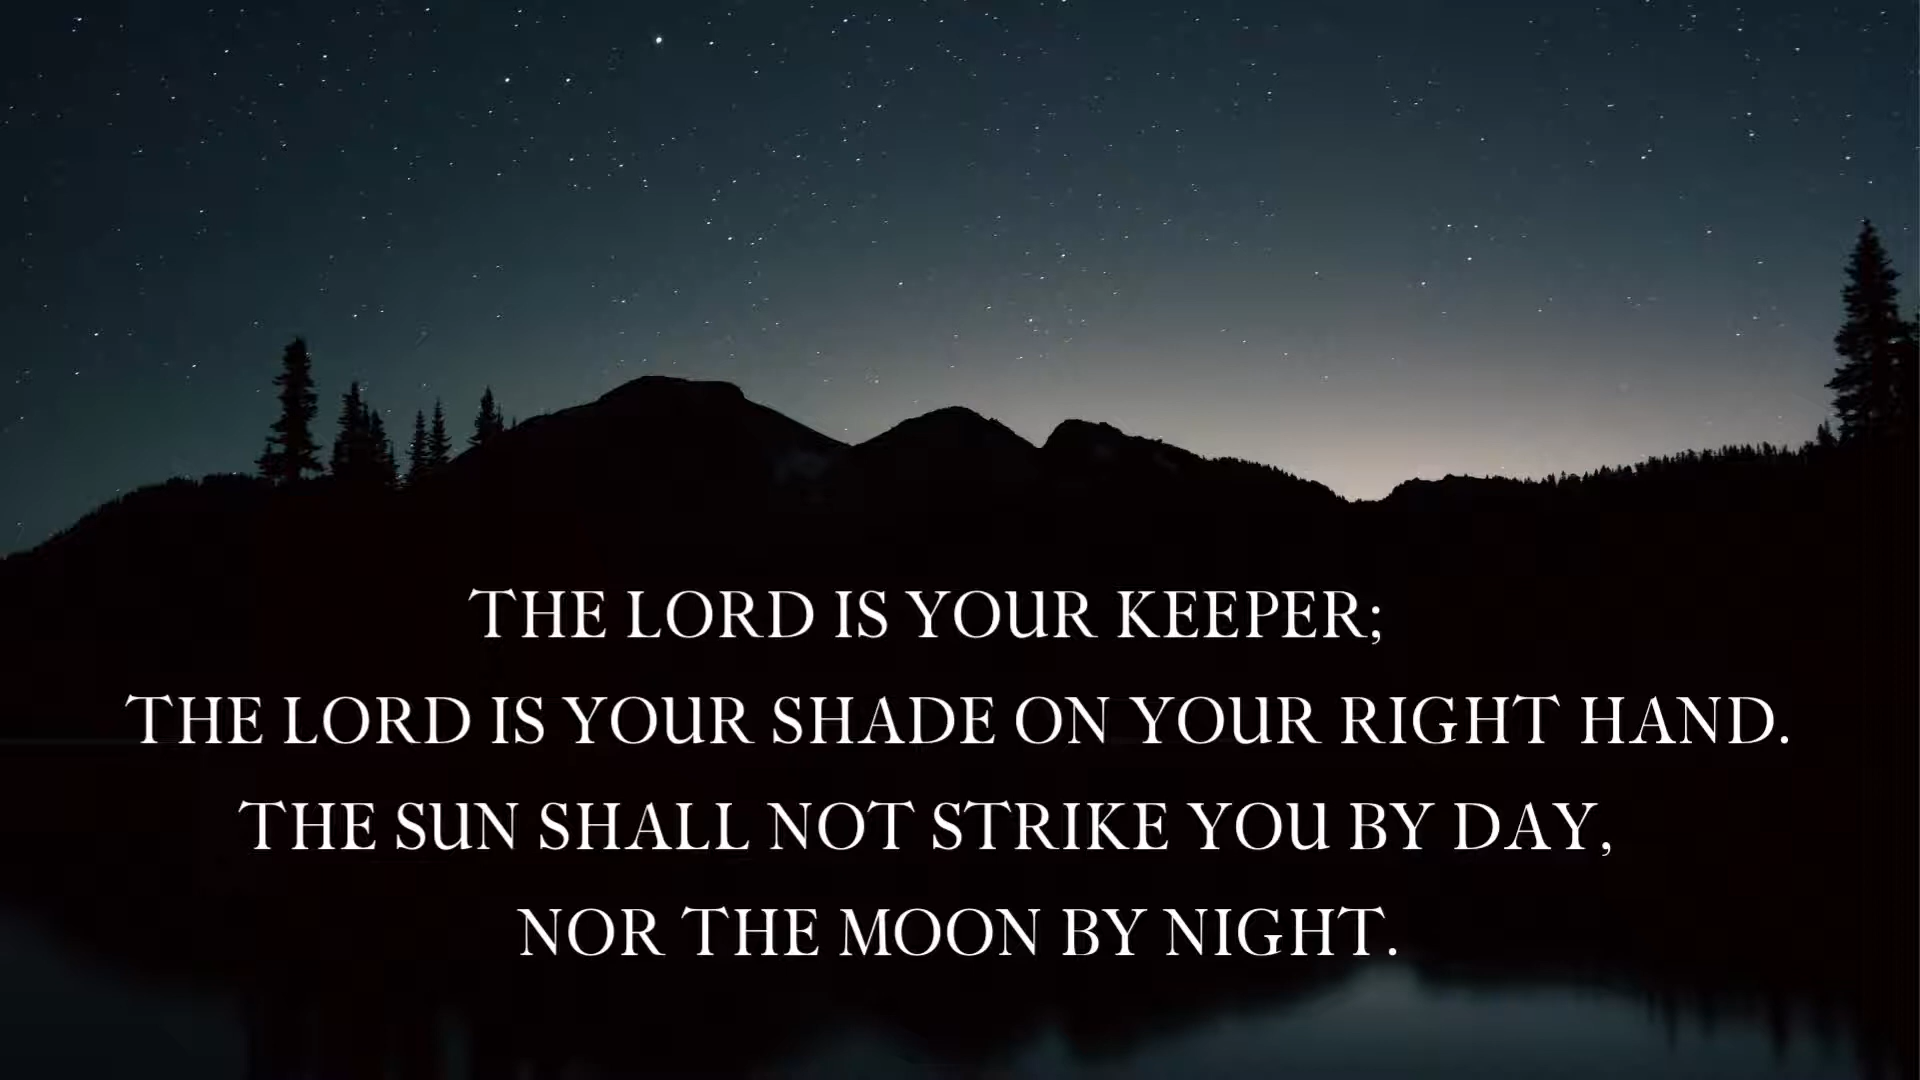 THE LORD IS YOUR KEEPER;
THE LORD IS YOUR SHADE ON YOUR RIGHT HAND.
THE SUN SHALL NOT STRIKE YOU BY DAY,
NOR THE MOON BY NIGHT.